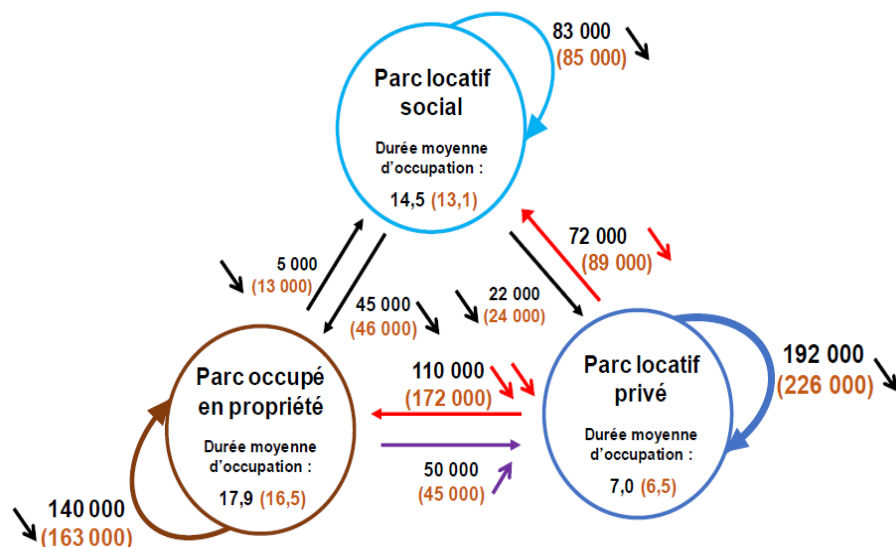 83 000
(85 000)
Parc locatif
social
Durée moyenne
d'occupation :
14,5 (13,1)
72 000
(89 000)
5 000
(13 000)
45 000
(46 000)
22 000
(24 000)
Parc occupé
en propriété
Durée moyenne
d'occupation :
17,9 (16,5)
110 000
(172 000)
50 000
(45 000)
Parc locatif
privé
Durée moyenne
d'occupation :
7,0 (6,5)
192 000
(226 000)
140 000
(163 000)